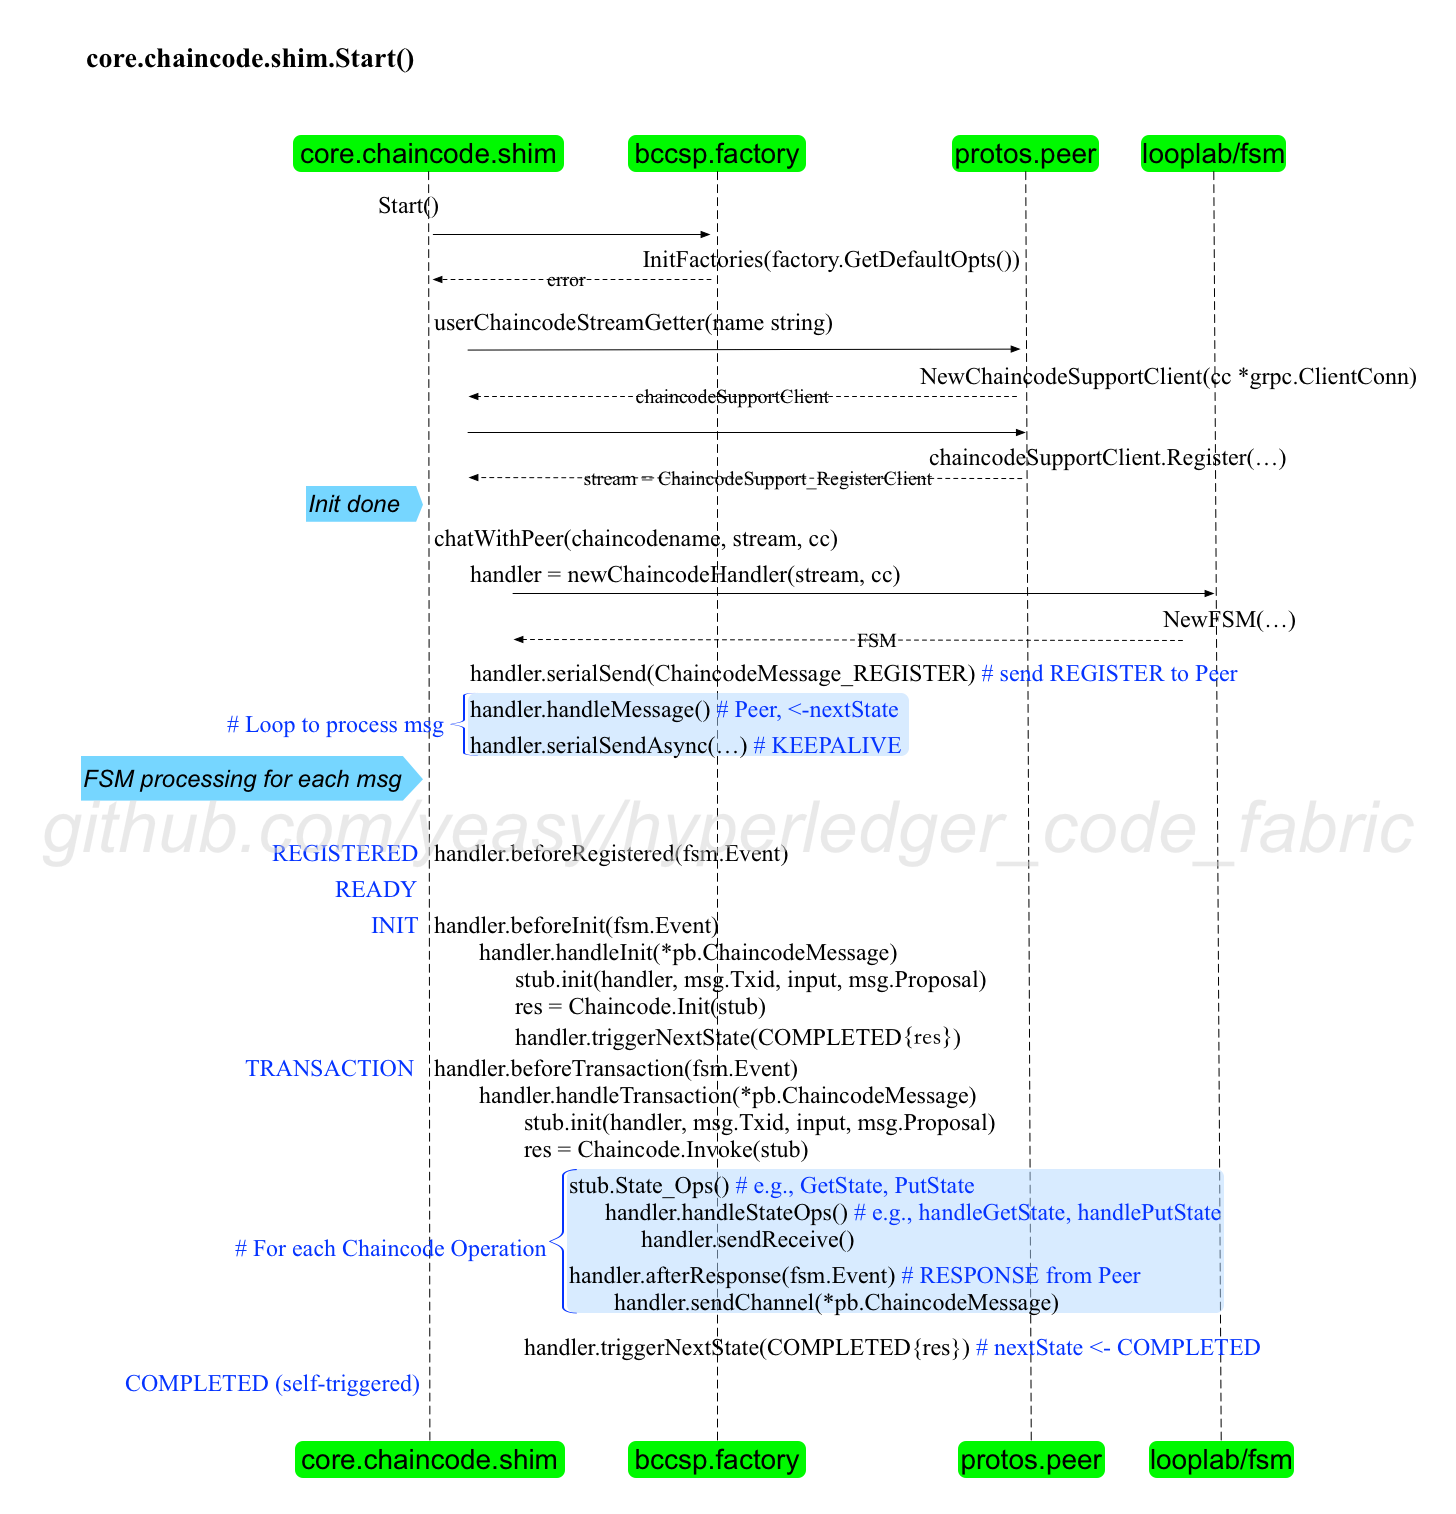 core.chaincode.shim.Start()
core.chaincode.shim bccsp.factory protos.peer looplab/fsm
Start()
InitFactories(factory.GetDefaultOpts())
error
userChaincodeStreamGetter(name string)
NewChaincodeSupportClient(cc *grpc.ClientConn)
chaincodeSupportClient
chaincodeSupportClient.Register(…)
stream = ChaincodeSupport_RegisterClient
Init done
chatWithPeer(chaincodename, stream, cc)
handler = newChaincodeHandler(stream, cc)
NewFSM(…)
FSM
handler.serialSend(ChaincodeMessage_REGISTER) # send REGISTER to Peer
handler.handleMessage() # Peer, <-nextState
# Loop to process msg
handler.serialSendAsync(…) # KEEPALIVE
FSM processing for each msg
github.com/yeasy/hyperledger_code_fabric
REGISTERED handler.beforeRegistered(fsm.Event)
READY
INIT handler.beforeInit(fsm.Event)
handler.handleInit(*pb.ChaincodeMessage)
stub.init(handler, msg.Txid, input, msg.Proposal)
res = Chaincode.Init(stub)
handler.triggerNextState(COMPLETED{res})
TRANSACTION handler.beforeTransaction(fsm.Event)
handler.handleTransaction(*pb.ChaincodeMessage)
stub.init(handler, msg.Txid, input, msg.Proposal)
res = Chaincode.Invoke(stub)
stub.State_Ops() # e.g., GetState, PutState
handler.handleStateOps() # e.g., handleGetState, handlePutState
handler.sendReceive()
# For each Chaincode Operation
handler.afterResponse(fsm.Event) # RESPONSE from Peer
handler.sendChannel(*pb.ChaincodeMessage)
handler.triggerNextState(COMPLETED{res}) # nextState <- COMPLETED
COMPLETED (self-triggered)
core.chaincode.shim bccsp.factory protos.peer looplab/fsm